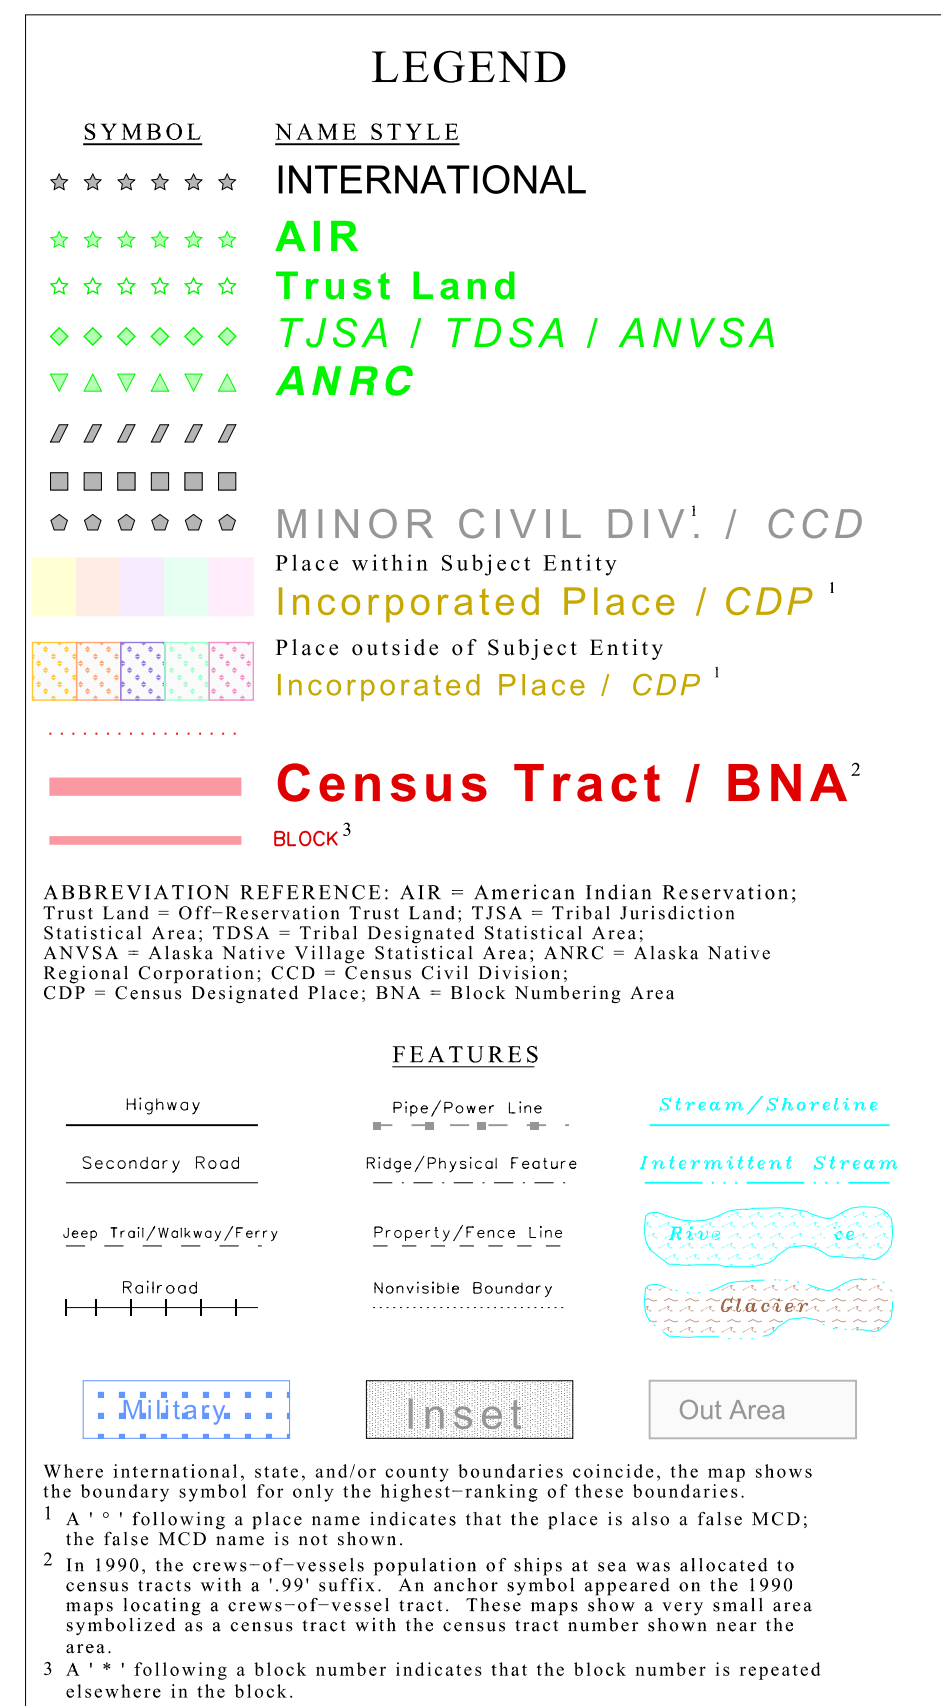 LEGEND
SYMBOL NAME STYLE
INTERNATIONAL
AIR
Trust Land
TJSA / TDSA / ANVSA
ANRC
MINOR CIVIL DIV.¹ / CCD
Place within Subject Entity
Incorporated Place / CDP ¹
Place outside of Subject Entity
Incorporated Place / CDP ¹
Census Tract / BNA²
BLOCK³
ABBREVIATION REFERENCE: AIR = American Indian Reservation;
Trust Land = Off−Reservation Trust Land; TJSA = Tribal Jurisdiction
Statistical Area; TDSA = Tribal Designated Statistical Area;
ANVSA = Alaska Native Village Statistical Area; ANRC = Alaska Native
Regional Corporation; CCD = Census Civil Division;
CDP = Census Designated Place; BNA = Block Numbering Area
FEATURES
Highway
Pipe/Power Line
Stream/Shoreline
Secondary Road
Ridge/Physical Feature
Intermittent Stream
Jeep Trail/Walkway/Ferry
Property/Fence Line
Rive ce
Railroad
Nonvisible Boundary
Glacier
Military
Inset
Out Area
Where international, state, and/or county boundaries coincide, the map shows
the boundary symbol for only the highest−ranking of these boundaries.
1 A ' ° ' following a place name indicates that the place is also a false MCD;
the false MCD name is not shown.
2 In 1990, the crews−of−vessels population of ships at sea was allocated to
census tracts with a '.99' suffix. An anchor symbol appeared on the 1990
maps locating a crews−of−vessel tract. These maps show a very small area
symbolized as a census tract with the census tract number shown near the
area.
3 A ' * ' following a block number indicates that the block number is repeated
elsewhere in the block.